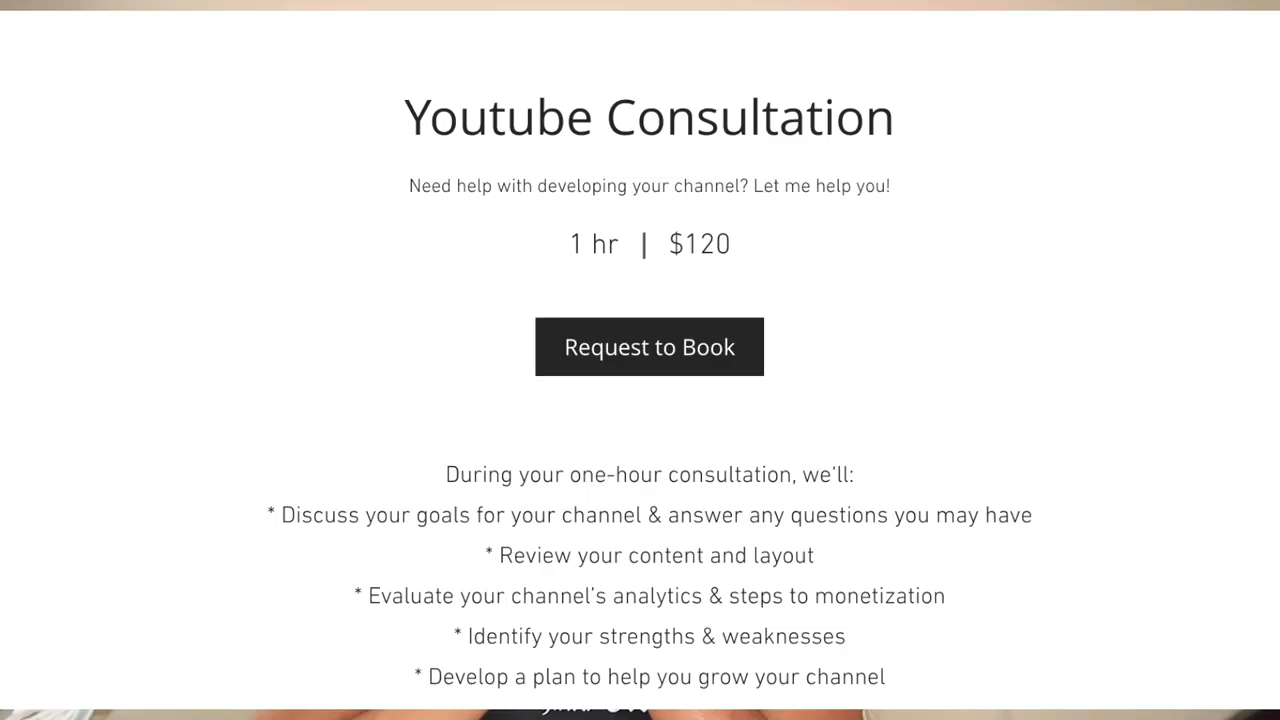 Youtube Consultation
Need help with developing your channel? Let me help you!
1 hr | $120
Request to Book
During your one-hour consultation, we'll:
* Discuss your goals for your channel & answer any questions you may have
* Review your content and layout
* Evaluate your channel's analytics & steps to monetization
* Identify your strengths & weaknesses
* Develop a plan to help you grow your channel